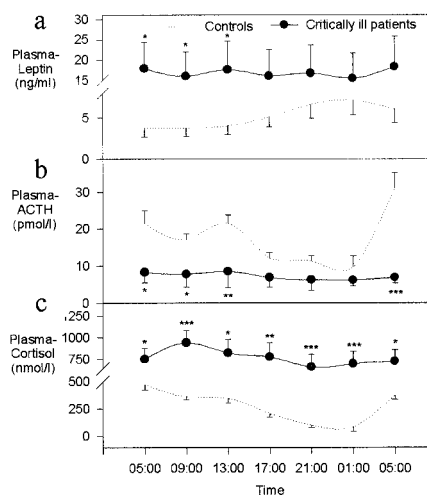 a
Controls
Critically ill patients
Plasma-
Leptin
(ng/ml)
25
20
15
5
0
* * *
b
Plasma-
ACTH
(pmol/l)
30
20
10
0
* * ** ***
c
Plasma-
Cortisol
(nmol/l)
1250
1000
750
500
250
0
* *** * ** *** *** *
05:00 09:00 13:00 17:00 21:00 01:00 05:00
Time